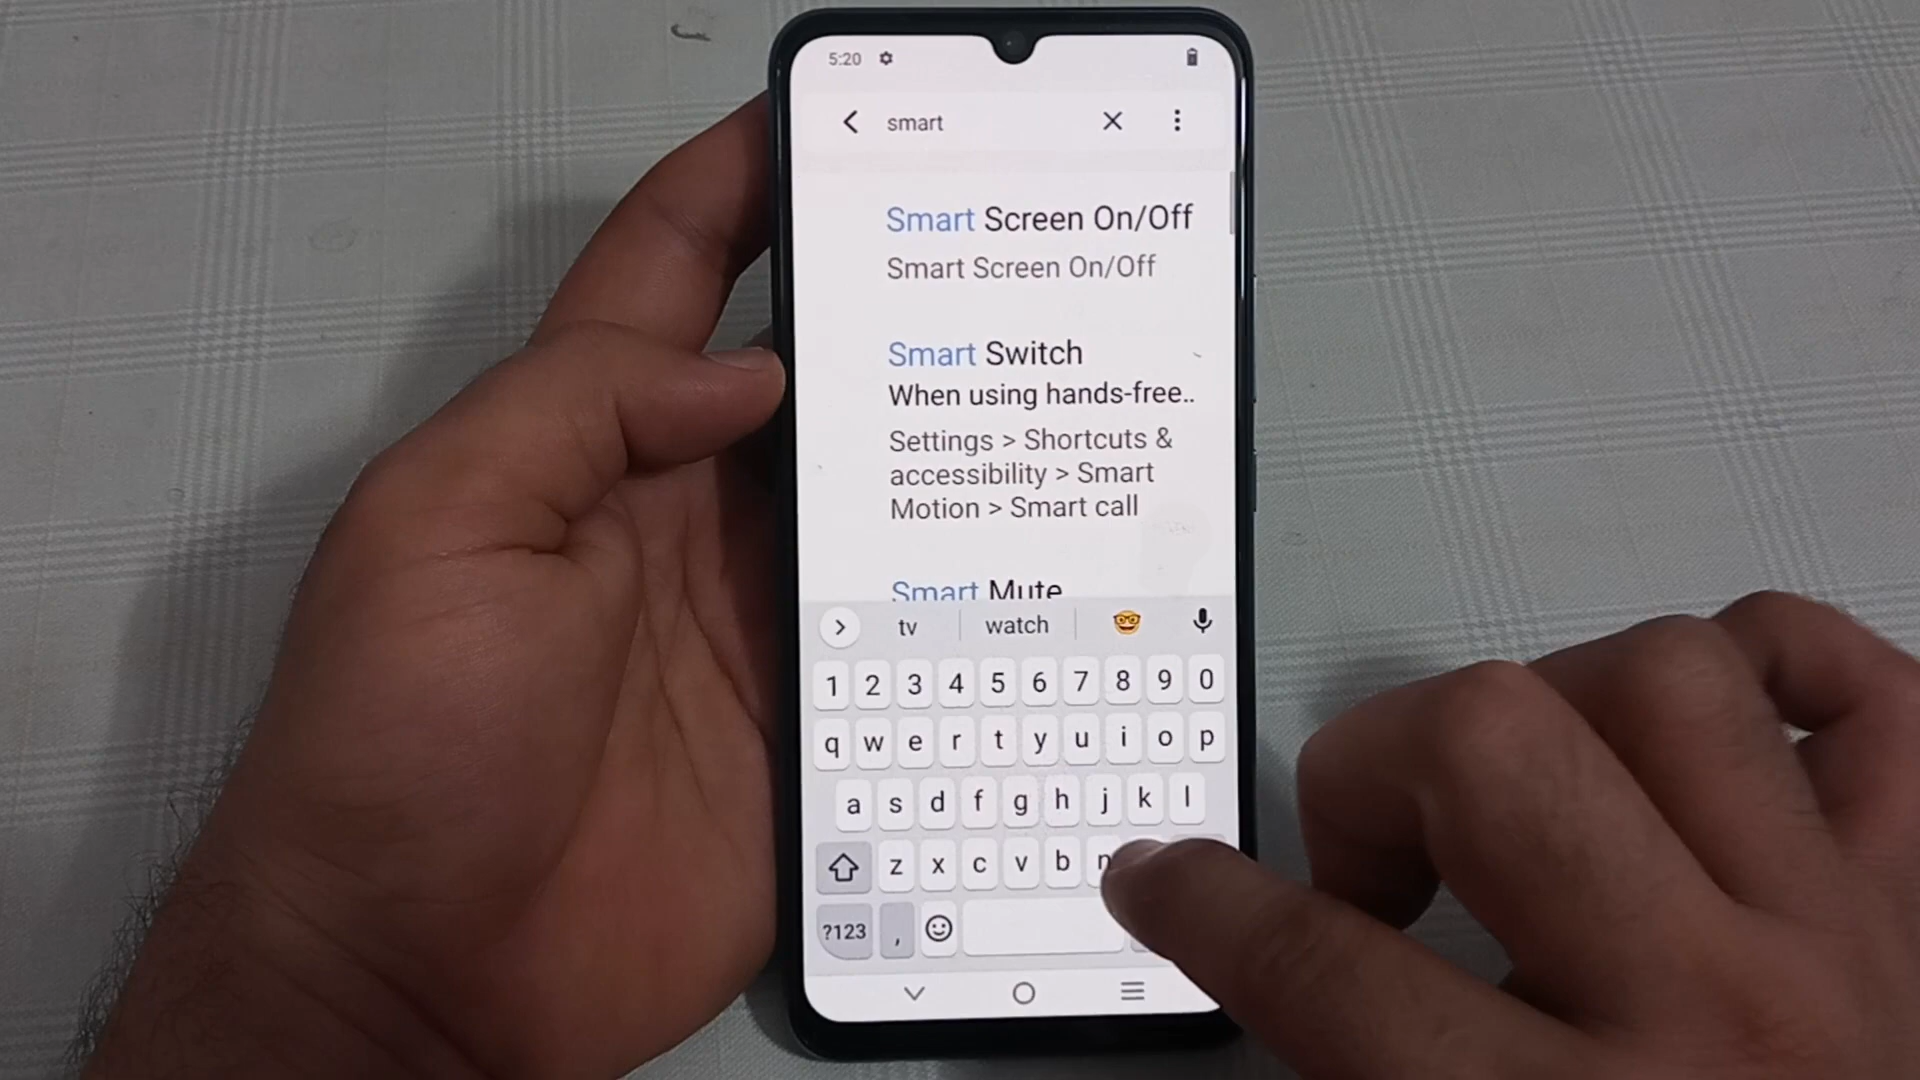 5:20
smart
Smart Screen On/Off
Smart Screen On/Off
Smart Switch
When using hands-free..
Settings > Shortcuts &
accessibility > Smart
Motion > Smart call
Smart Mute
tv watch
1 2 3 4 5 6 7 8 9 0
q w e r t y u i o p
a s d f g h j k l
z x c v b n
?123 ,